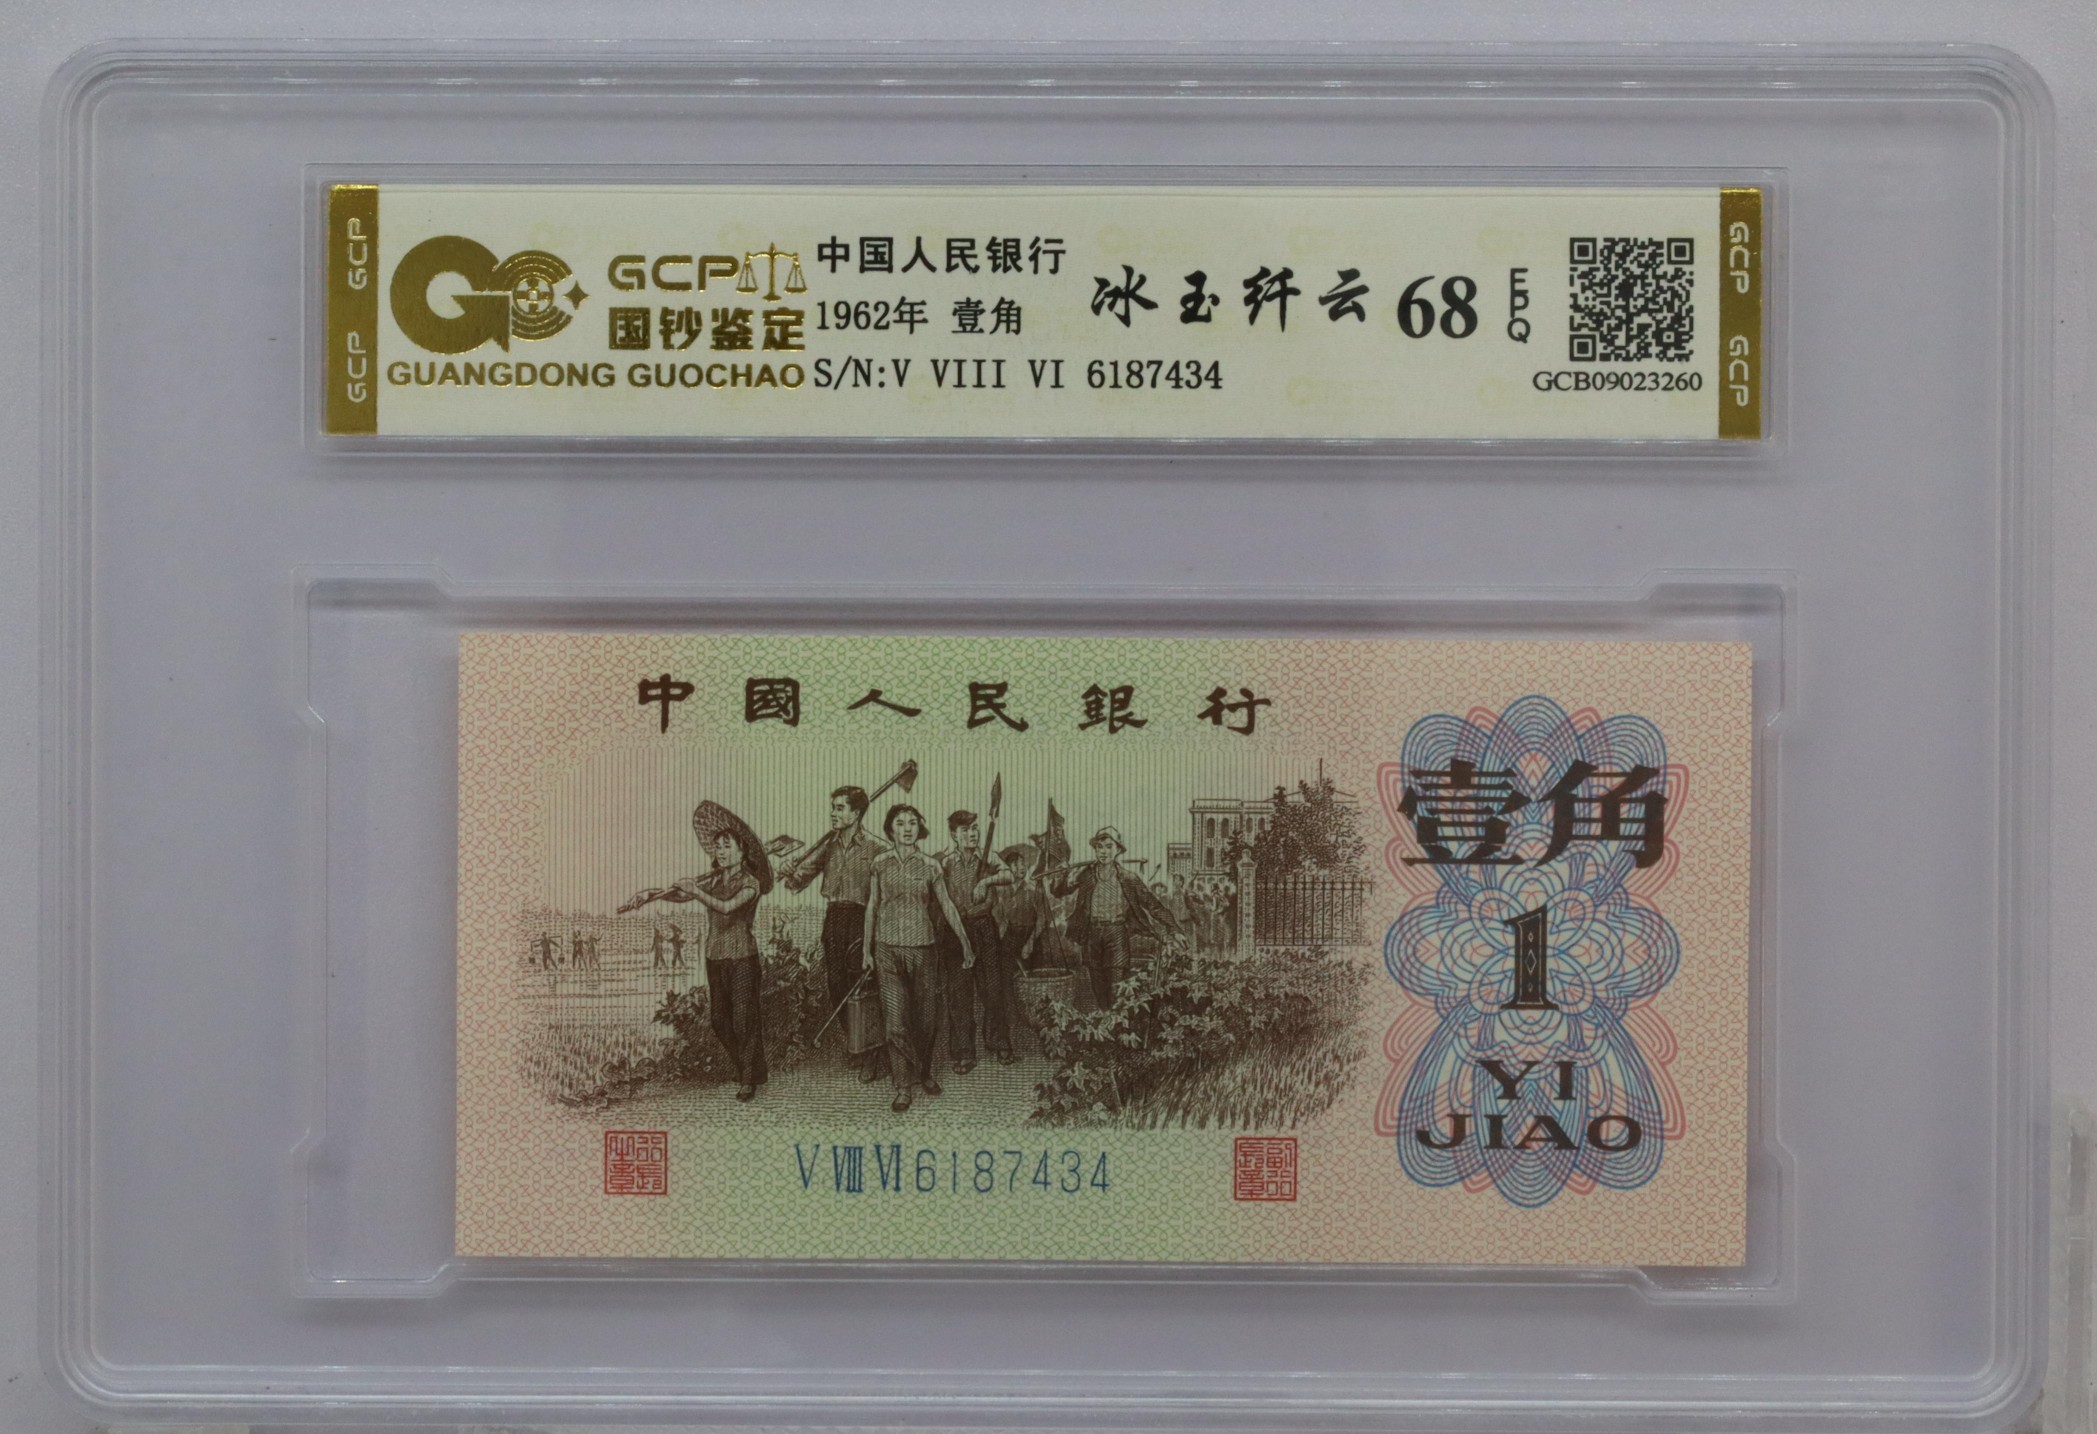 GCP
GCP
GCP
国钞鉴定
GUANGDONG GUOCHAO
中国人民银行
1962年 壹角
S/N:V VIII VI 6187434
冰玉纤云 68 EPQ
GCB09023260
GCP
GCP
中國人民銀行
壹角
1
YI
JIAO
V VIII VI 6187434